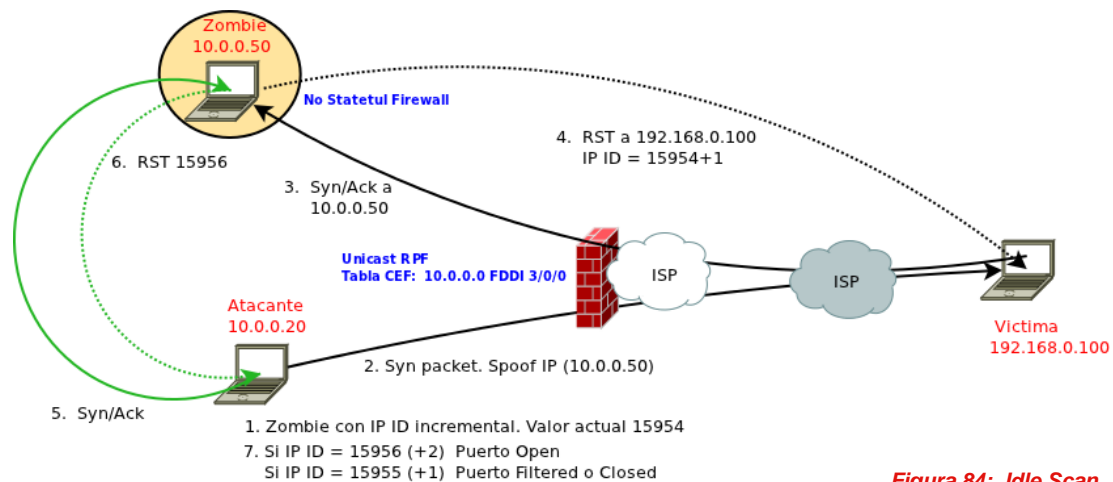 Zombie
10.0.0.50
No Statetul Firewall
6. RST 15956
4. RST a 192.168.0.100
IP ID = 15954+1
3. Syn/Ack a
10.0.0.50
Unicast RPF
Tabla CEF: 10.0.0.0 FDDI 3/0/0
ISP
ISP
Atacante
10.0.0.20
Victima
192.168.0.100
2. Syn packet. Spoof IP (10.0.0.50)
5. Syn/Ack
1. Zombie con IP ID incremental. Valor actual 15954
7. Si IP ID = 15956 (+2) Puerto Open
Si IP ID = 15955 (+1) Puerto Filtered o Closed
Figura 84: Idle Scan